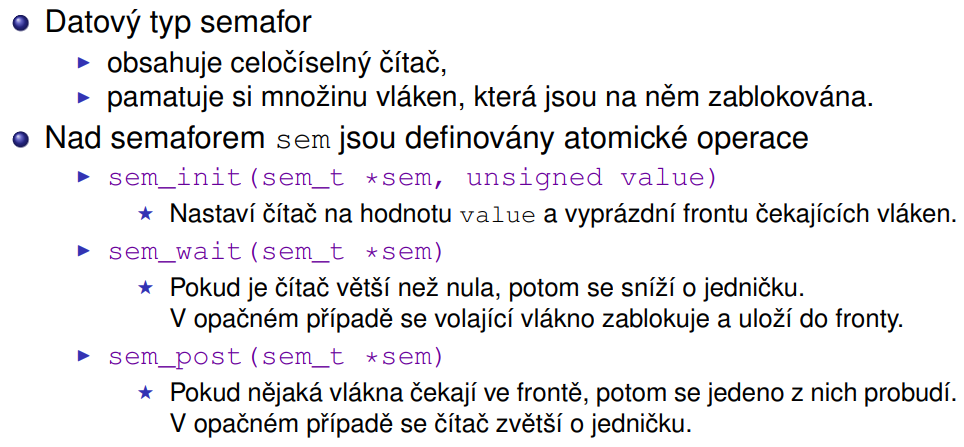 Datový typ semafor
obsahuje celočíselný čítač,
pamatuje si množinu vláken, která jsou na něm zablokována.
Nad semaforem sem jsou definovány atomické operace
sem_init(sem_t *sem, unsigned value)
Nastaví čítač na hodnotu value a vyprázdní frontu čekajících vláken.
sem_wait(sem_t *sem)
Pokud je čítač větší než nula, potom se sníží o jedničku.
V opačném případě se volající vlákno zablokuje a uloží do fronty.
sem_post(sem_t *sem)
Pokud nějaká vlákna čekají ve frontě, potom se jedeno z nich probudí.
V opačném případě se čítač zvětší o jedničku.